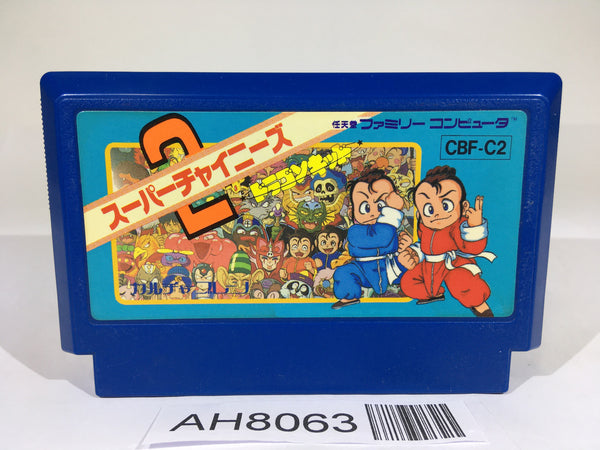 任天堂 ファミリー コンピュータ™
CBF-C2
2
スーパーチャイニーズ
ドラゴンキッド
カルチャーブレーン
AH8063